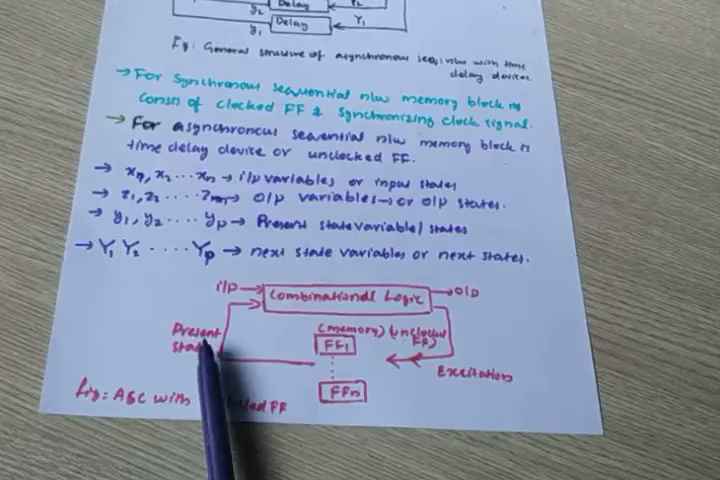 Delay
y2
Y2
Delay
y1
Y1
Fig: General structure of asynchronous seq. n/w with time
delay devices.
→ For Synchronous sequential n/w memory block is
consis of clocked FF & synchronizing clock signal.
→ For asynchronous sequential n/w memory block is
time delay device or unclocked FF.
→ x1, x2 ... xn → i/p variables or input states
→ z1, z2 ..... zm → O/P variables → or O/P states.
→ y1, y2 ..... yp → Present state variable/states
→ Y1 Y2 ..... Yp → next state variables or next states.
i/p → Combinational Logic → O/P
Present
(memory) (unclocked
FF)
FF1
Excitation
FFn
Fig: ASC with FF